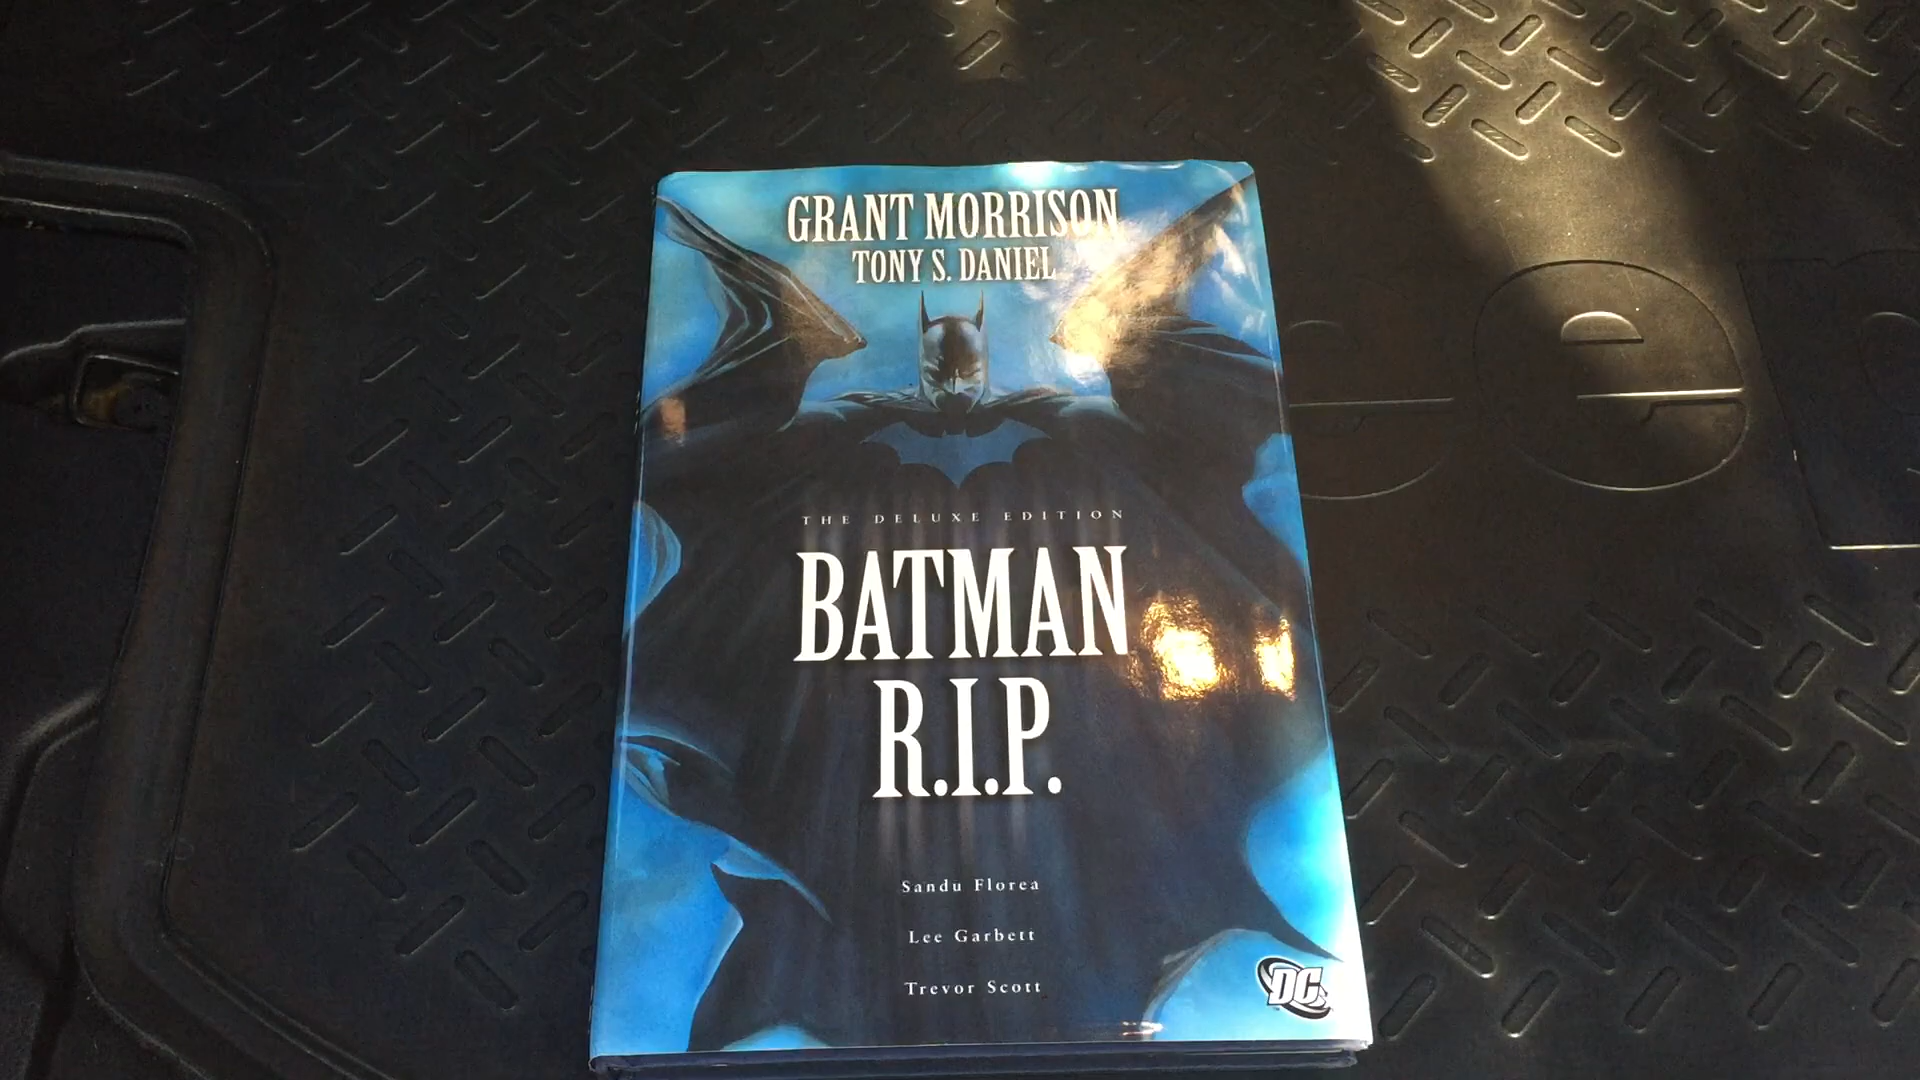 GRANT MORRISON
TONY S. DANIEL
THE DELUXE EDITION
BATMAN
R.I.P.
Sandu Florea
Lee Garbett
Trevor Scott
DC